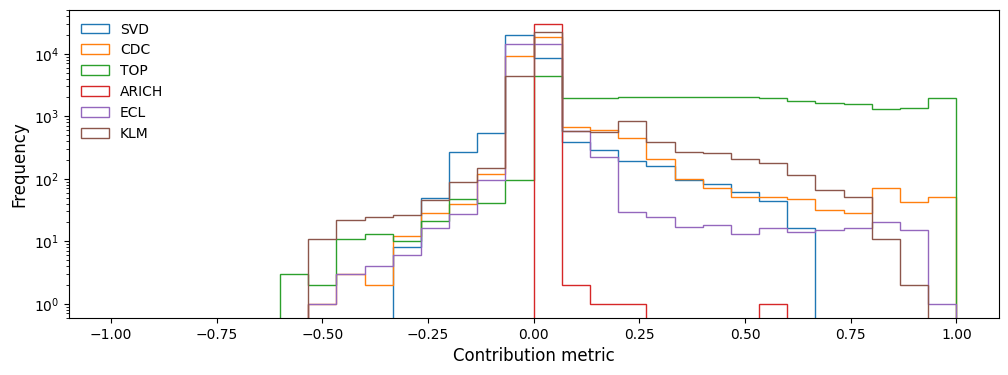 SVD
CDC
TOP
ARICH
ECL
KLM
Frequency
10⁴
10³
10²
10¹
10⁰
−1.00 −0.75 −0.50 −0.25 0.00 0.25 0.50 0.75 1.00
Contribution metric